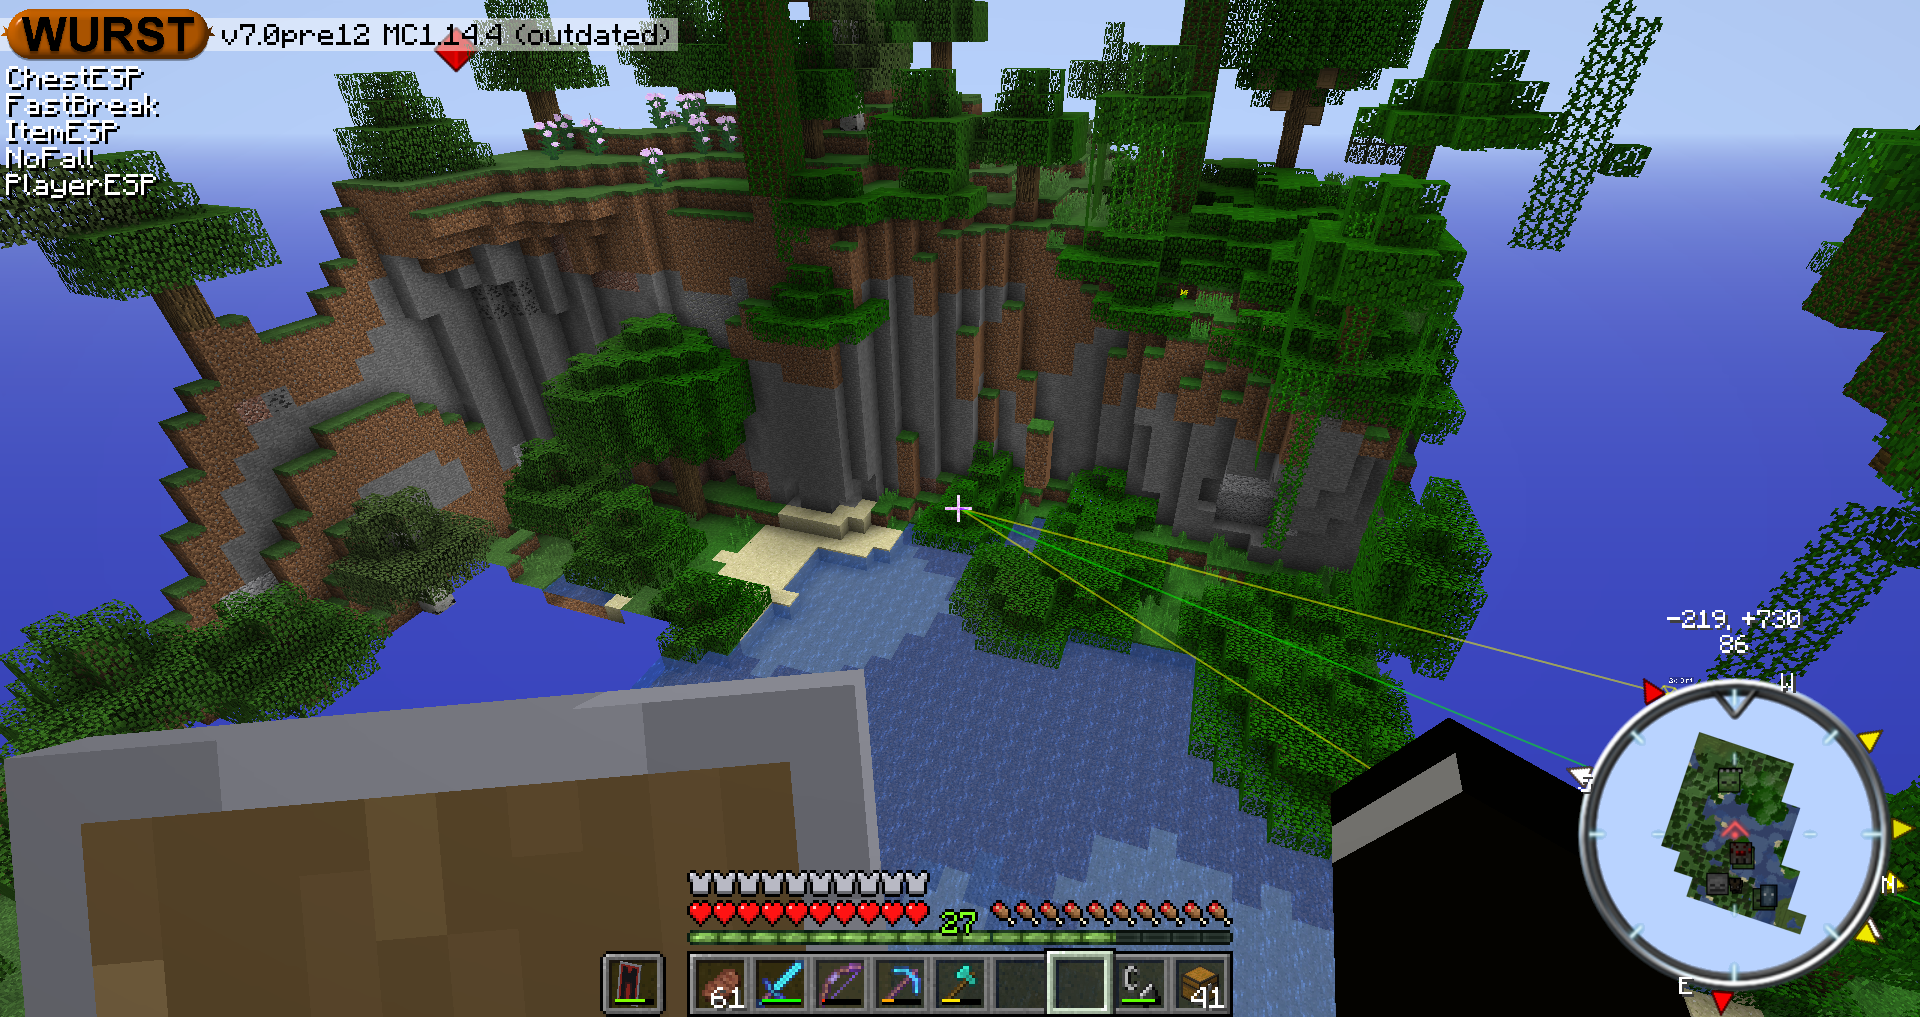 WURST v7.0pre12 MC1.14.4 (outdated)
ChestESP
FastBreak
ItemESP
NoFall
PlayerESP
-219, +730
86
W
S
N
E
27
61
41